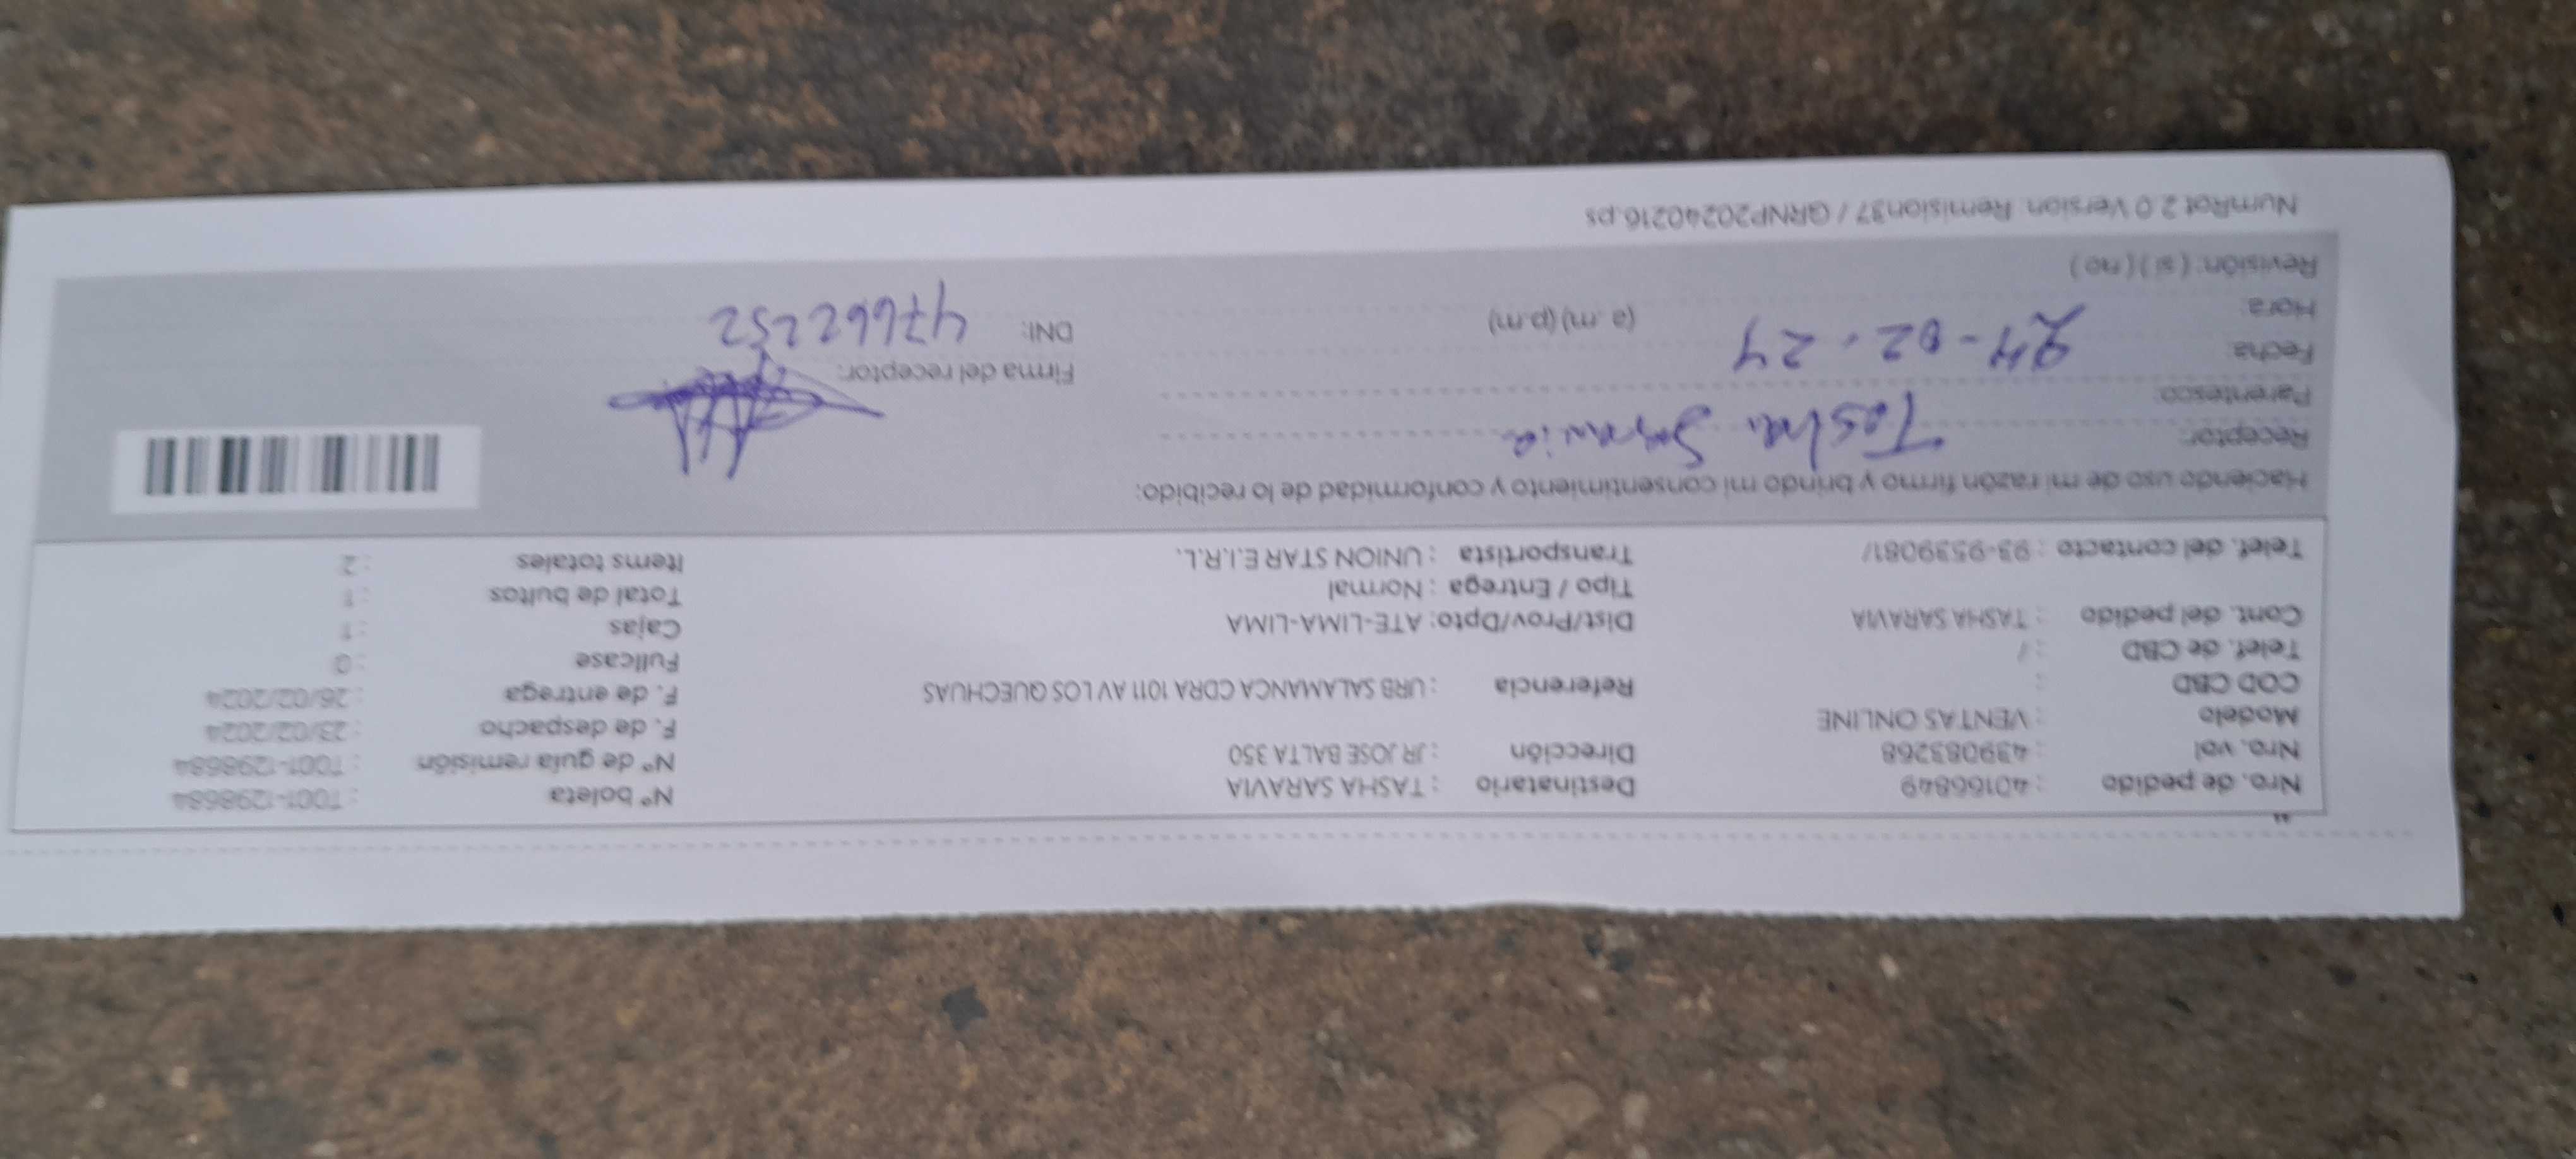 Nro. de pedido : 40166849 Destinatario : TASHA SARAVIA N° boleta : T001-1298684
Nro. vol : 439083268 Dirección : JR JOSE BALTA 350 N° de guía remisión : T001-1298684
Modelo : VENTAS ONLINE F. de despacho : 23/02/2024
COD CBD : Referencia : URB SALAMANCA CDRA 1011 AV LOS QUECHUAS F. de entrega : 26/02/2024
Telef. de CBD : / Fullcase : 0
Cont. del pedido : TASHA SARAVIA Dist/Prov/Dpto: ATE-LIMA-LIMA Cajas : 1
Tipo / Entrega : Normal Total de bultos : 1
Telef. del contacto : 93-9539081/ Transportista : UNION STAR E.I.R.L. Items totales : 2
Haciendo uso de mi razón firmo y brindo mi consentimiento y conformidad de lo recibido:
Receptor: Tasha Saravia
Parentesco:
Firma del receptor:
Fecha: 24-02-24
Hora: (a.m) (p.m) DNI: 47662252
Revisión: ( si ) ( no )
NumRot 2.0 Version: Remision37 / GRNP20240216.ps